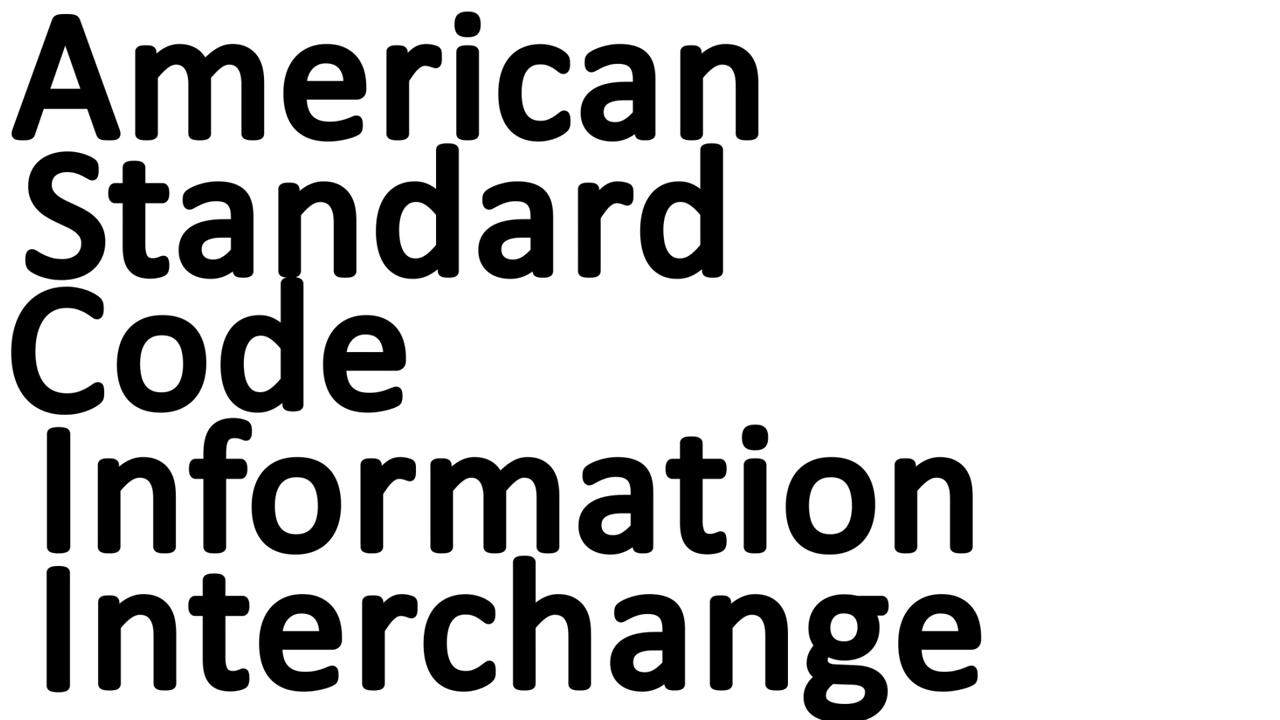 American
Standard
Code
Information
Interchange